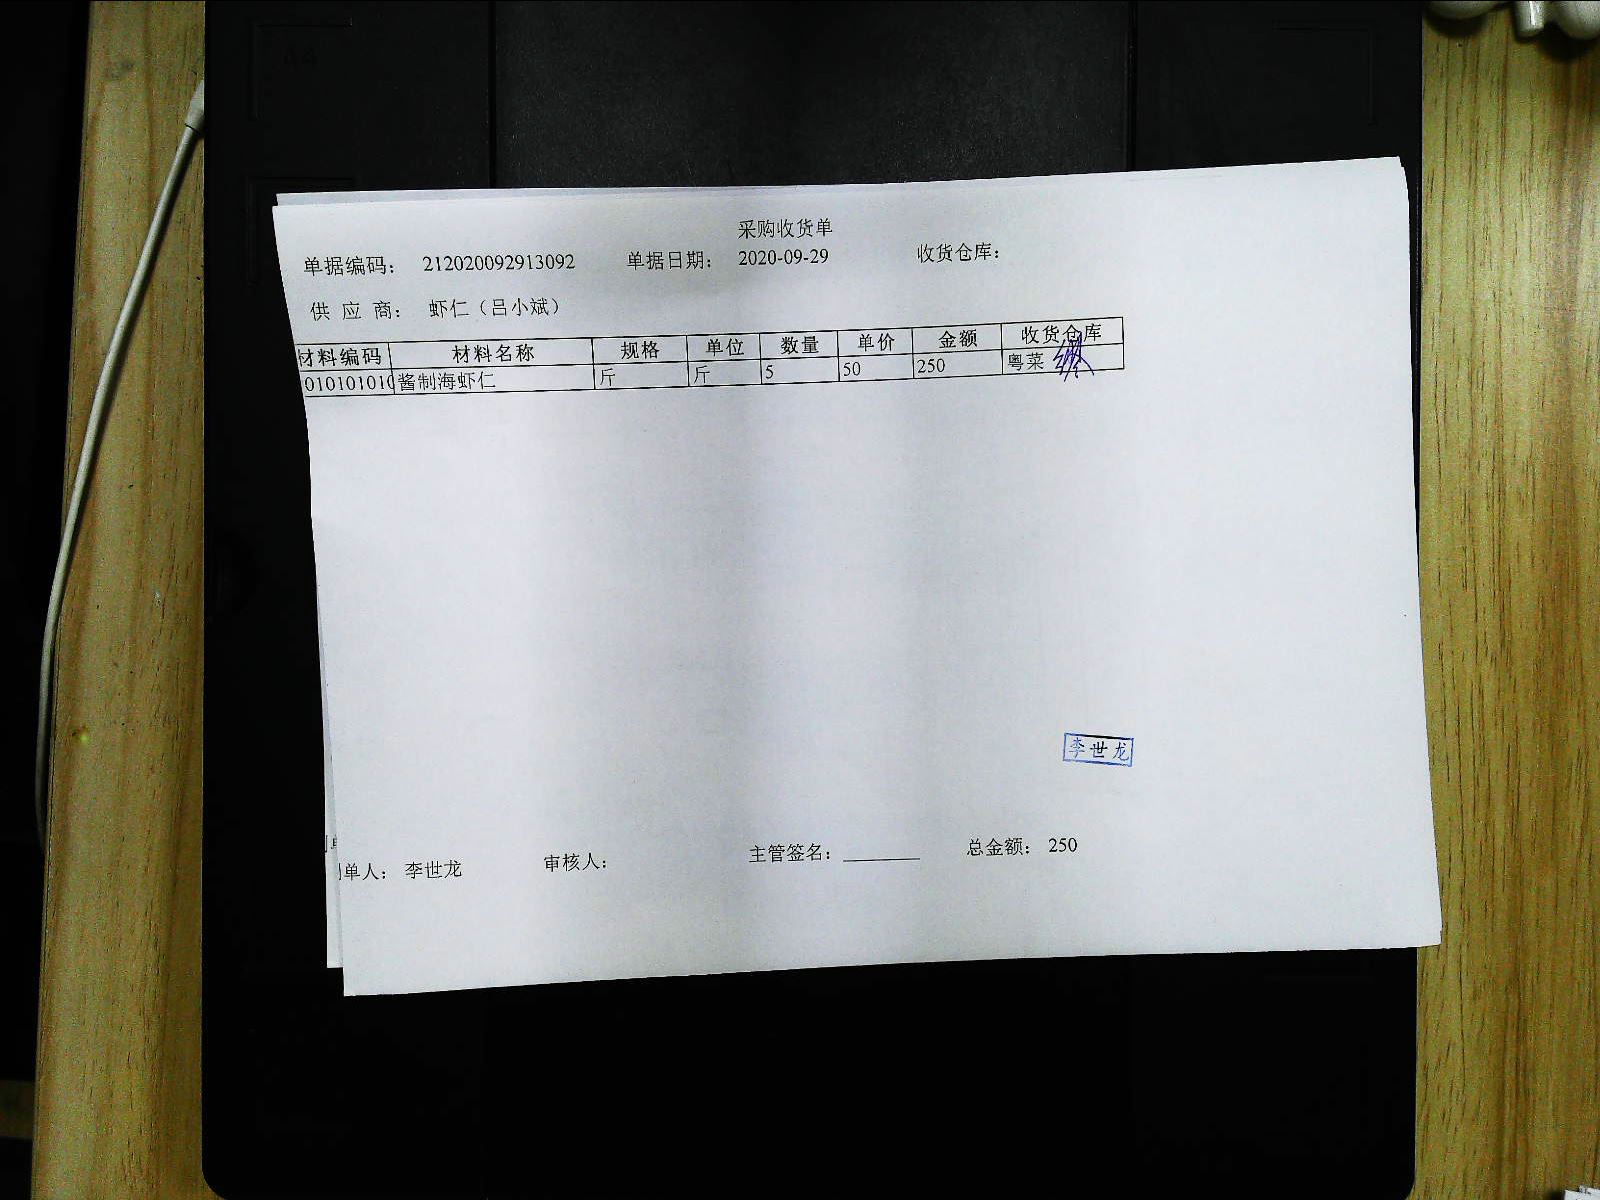 采购收货单
单据编码： 212020092913092 单据日期： 2020-09-29 收货仓库：
供 应 商： 虾仁（吕小斌）
材料编码 材料名称 规格 单位 数量 单价 金额 收货仓库
010101010 酱制海虾仁 斤 斤 5 50 250 粤菜
李世龙
单人： 李世龙 审核人： 主管签名：________ 总金额： 250